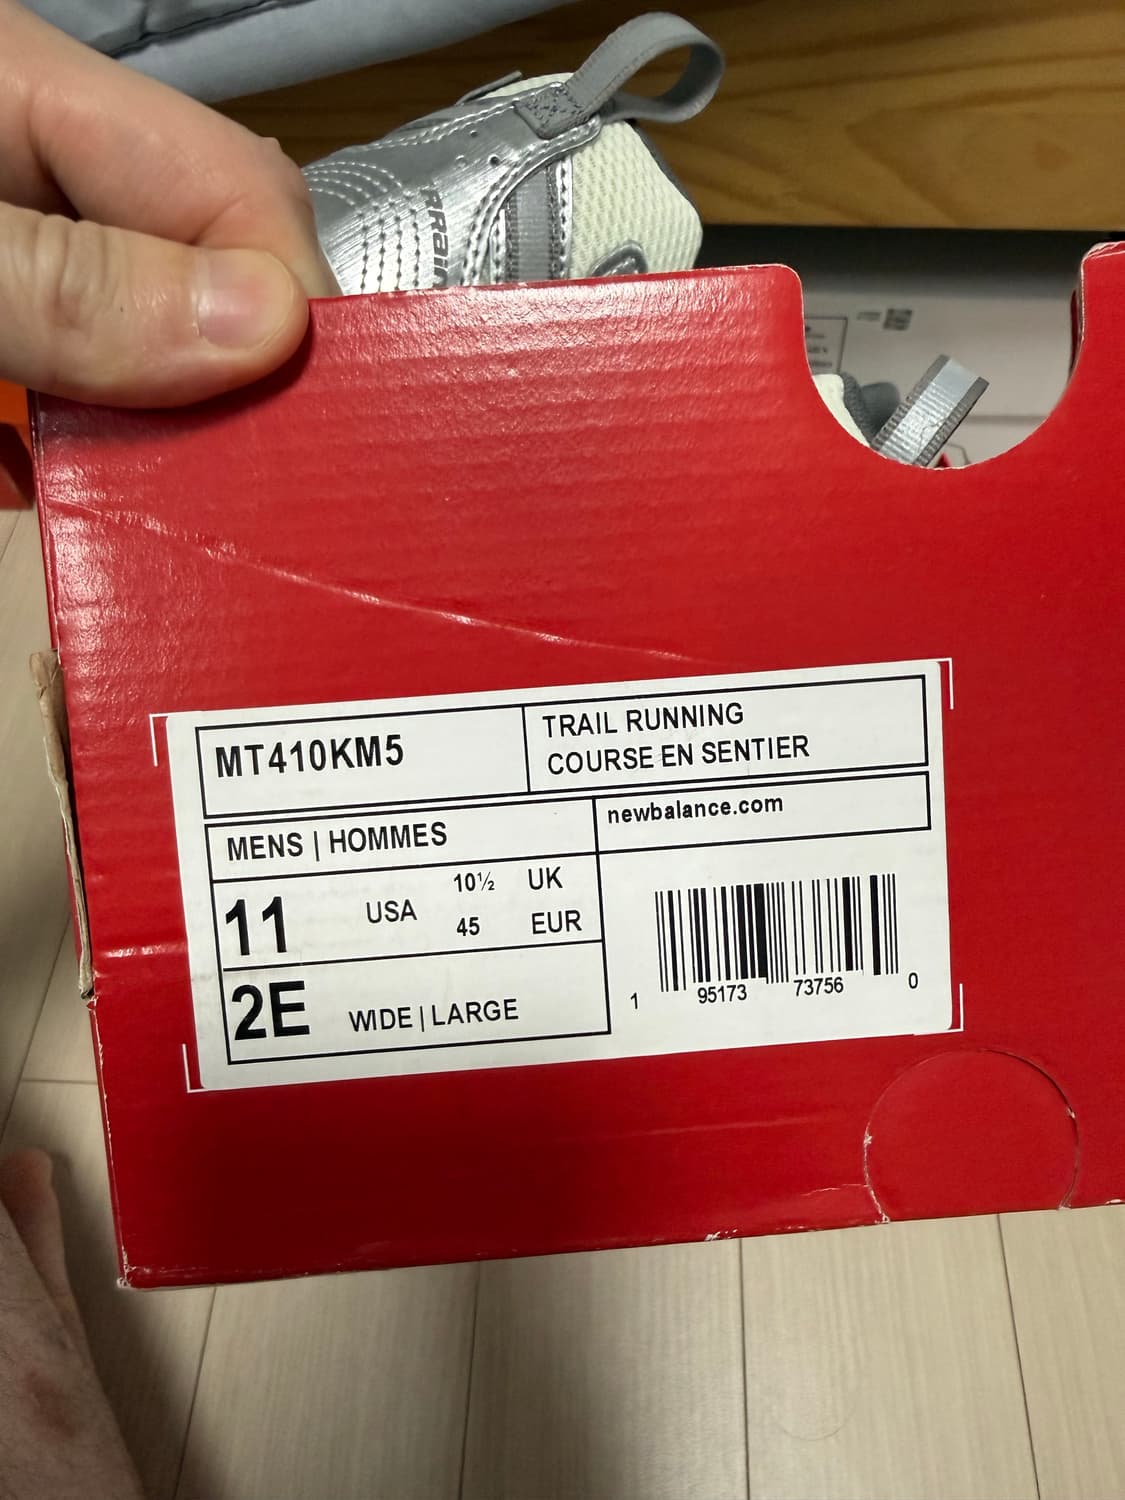 MT410KM5
TRAIL RUNNING
COURSE EN SENTIER
MENS | HOMMES
newbalance.com
11 USA 10½ UK
45 EUR
2E WIDE | LARGE
1 95173 73756 0